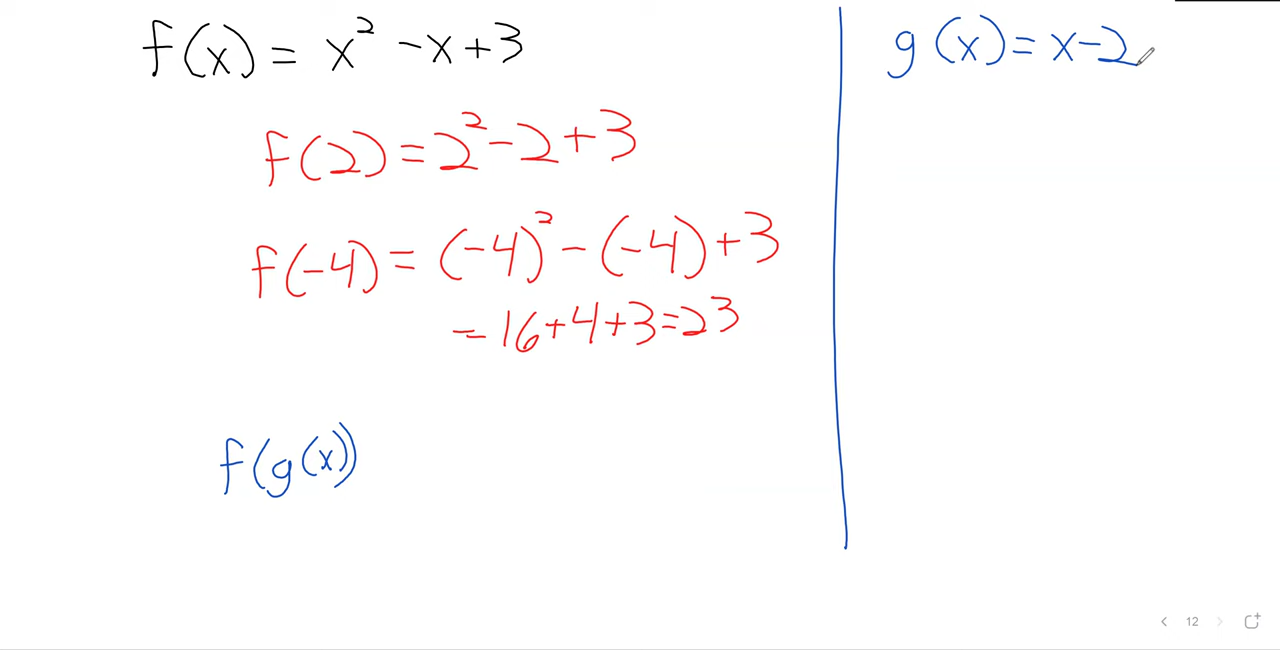 f(x) = x² - x + 3
g(x) = x - 2
f(2) = 2² - 2 + 3
f(-4) = (-4)² - (-4) + 3
= 16 + 4 + 3 = 23
f(g(x))
12